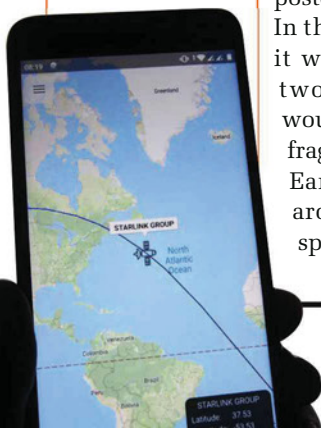 In th
it w
two
wou
frag
Ear
aro
sp
08:19
Greenland
Iceland
STARLINK GROUP
North
Atlantic
Ocean
Venezuela
Colombia
Brazil
Peru
Bolivia
STARLINK GROUP
Latitude: 37.53